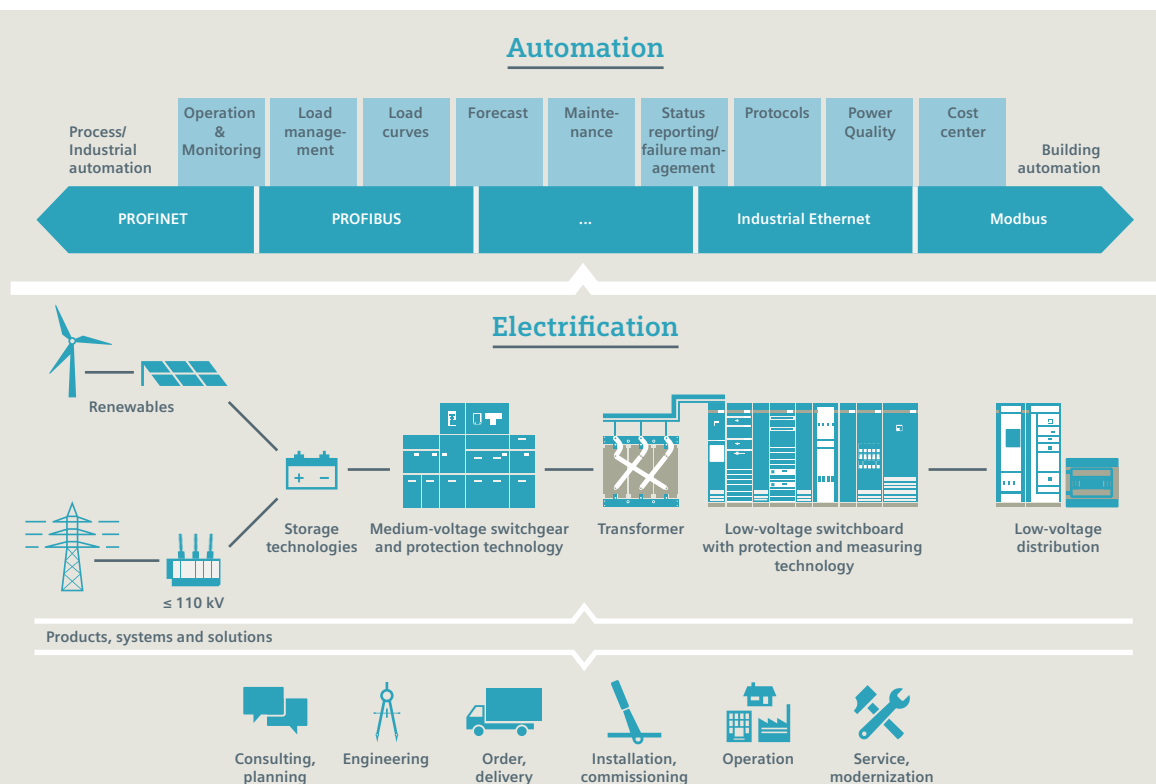 Automation
Process/
Industrial
automation
Operation
&
Monitoring
Load
manage-
ment
Load
curves
Forecast
Mainte-
nance
Status
reporting/
failure man-
agement
Protocols
Power
Quality
Cost
center
Building
automation
PROFINET
PROFIBUS
...
Industrial Ethernet
Modbus
Electrification
Renewables
≤ 110 kV
Storage
technologies
Medium-voltage switchgear
and protection technology
Transformer
Low-voltage switchboard
with protection and measuring
technology
Low-voltage
distribution
Products, systems and solutions
Consulting,
planning
Engineering
Order,
delivery
Installation,
commissioning
Operation
Service,
modernization